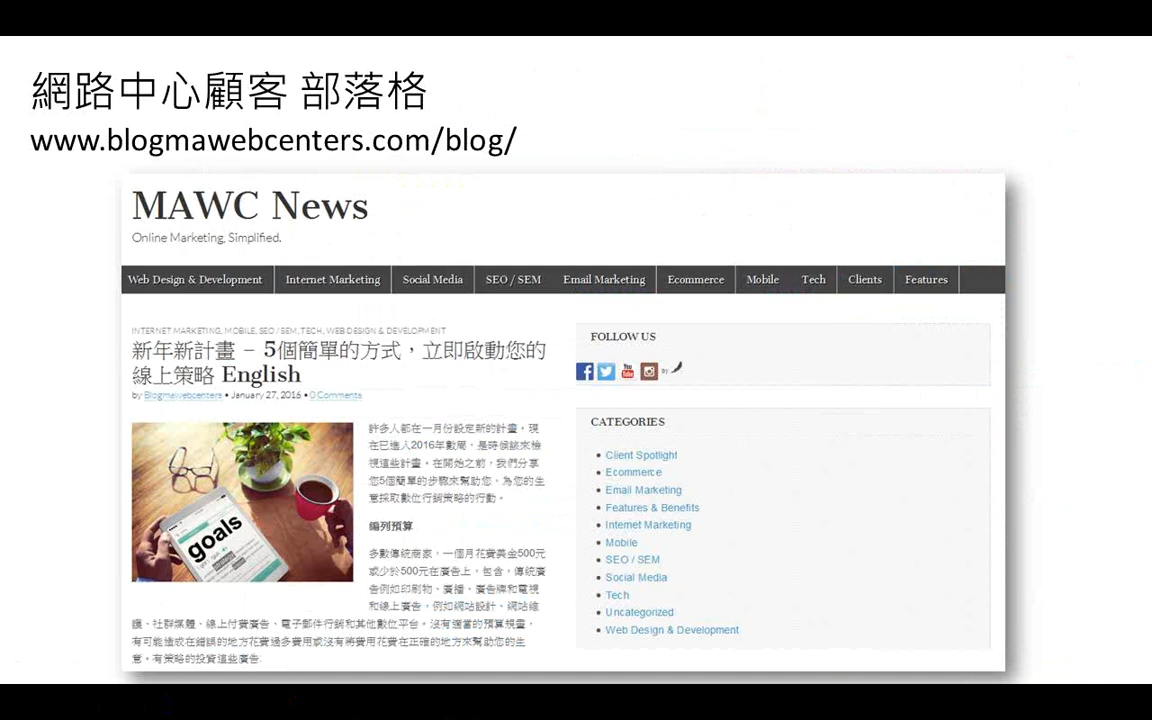 網路中心顧客 部落格
www.blogmawebcenters.com/blog/
MAWC News
Online Marketing, Simplified.
Web Design & Development Internet Marketing Social Media SEO / SEM Email Marketing Ecommerce Mobile Tech Clients Features
INTERNET MARKETING, MOBILE, SEO / SEM, TECH, WEB DESIGN & DEVELOPMENT
新年新計畫 – 5個簡單的方式，立即啟動您的
線上策略 English
by Blogmawebcenters • January 27, 2016 • 0 Comments
goals
許多人都在一月份設定新的計畫。現
在已進入2016年數周，是時候該來檢
視這些計畫。在開始之前，我們分享
您5個簡單的步驟來幫助您，為您的生
意採取數位行銷策略的行動。
編列預算
多數傳統商家，一個月花費美金500元
或少於500元在廣告上，包含，傳統廣
告例如印刷物、廣播、廣告牌和電視
和線上廣告，例如網站設計、網站維
護、社群媒體、線上付費廣告、電子郵件行銷和其他數位平台。沒有適當的預算規畫，
有可能造成在錯誤的地方花費過多費用或沒有將費用花費在正確的地方來幫助您的生
意。有策略的投資這些廣告
FOLLOW US
You
Tube
by
CATEGORIES
Client Spotlight
Ecommerce
Email Marketing
Features & Benefits
Internet Marketing
Mobile
SEO / SEM
Social Media
Tech
Uncategorized
Web Design & Development